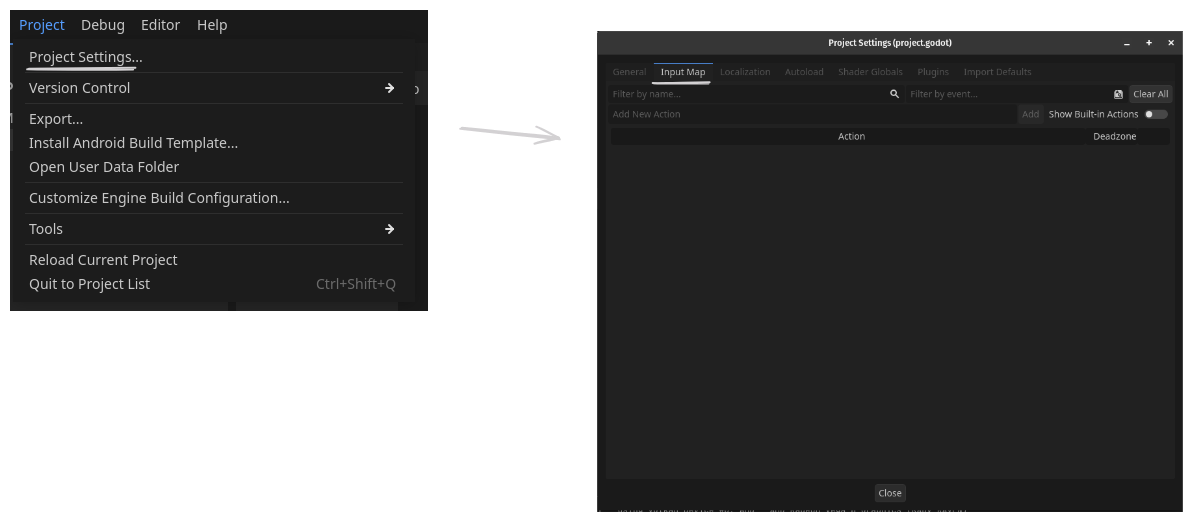 Project Debug Editor Help
Project Settings...
Version Control
Export...
Install Android Build Template...
Open User Data Folder
Customize Engine Build Configuration...
Tools
Reload Current Project
Quit to Project List Ctrl+Shift+Q
Project Settings (project.godot)
General Input Map Localization Autoload Shader Globals Plugins Import Defaults
Filter by name... Filter by event... Clear All
Add New Action Add Show Built-in Actions
Action Deadzone
Close